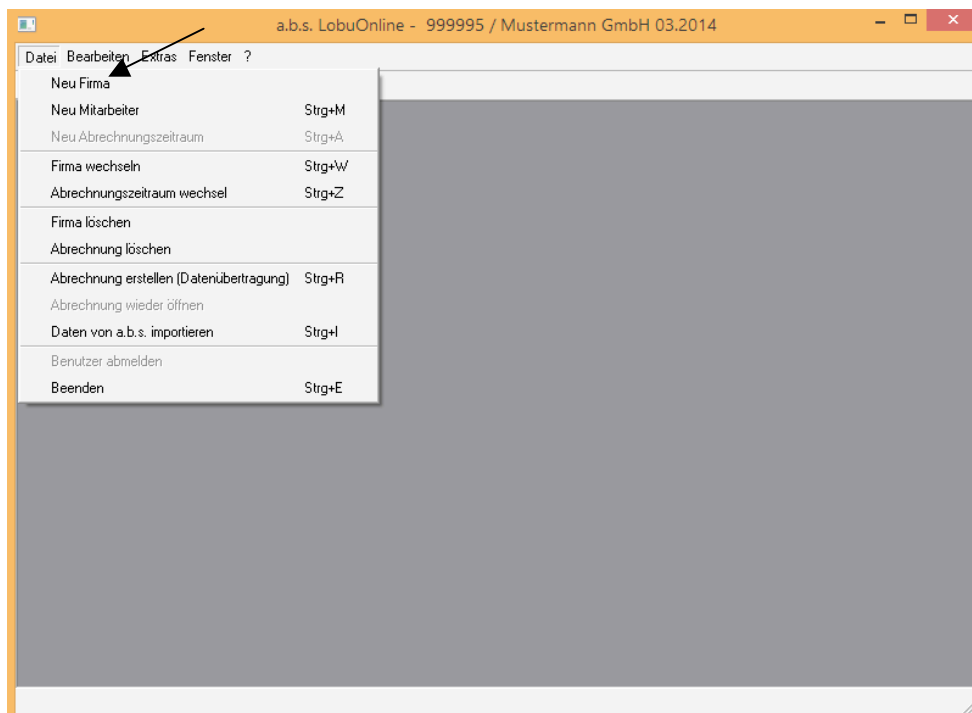 a.b.s. LobuOnline - 999995 / Mustermann GmbH 03.2014
Datei Bearbeiten Extras Fenster ?
Neu Firma
Neu Mitarbeiter Strg+M
Neu Abrechnungszeitraum Strg+A
Firma wechseln Strg+W
Abrechnungszeitraum wechsel Strg+Z
Firma löschen
Abrechnung löschen
Abrechnung erstellen (Datenübertragung) Strg+R
Abrechnung wieder öffnen
Daten von a.b.s. importieren Strg+I
Benutzer abmelden
Beenden Strg+E